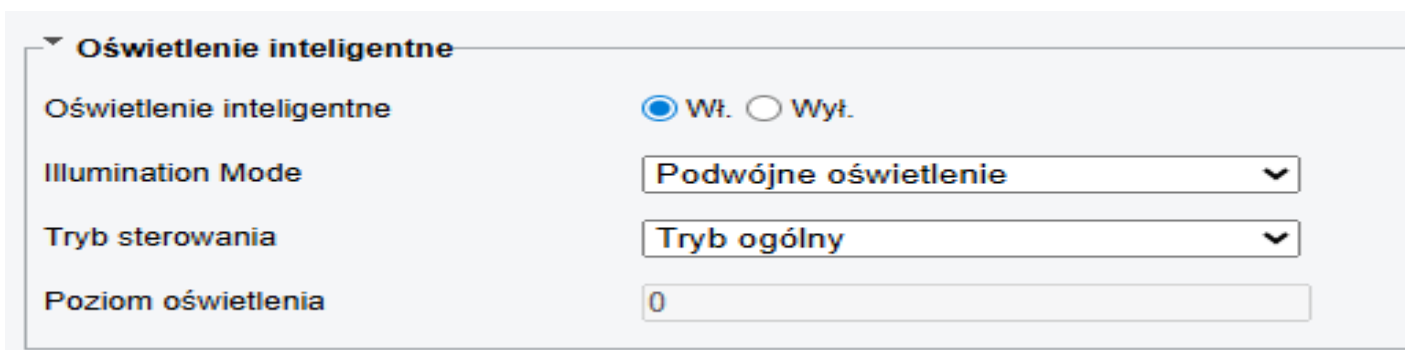 Oświetlenie inteligentne
Oświetlenie inteligentne Wł. Wył.
Illumination Mode Podwójne oświetlenie
Tryb sterowania Tryb ogólny
Poziom oświetlenia 0